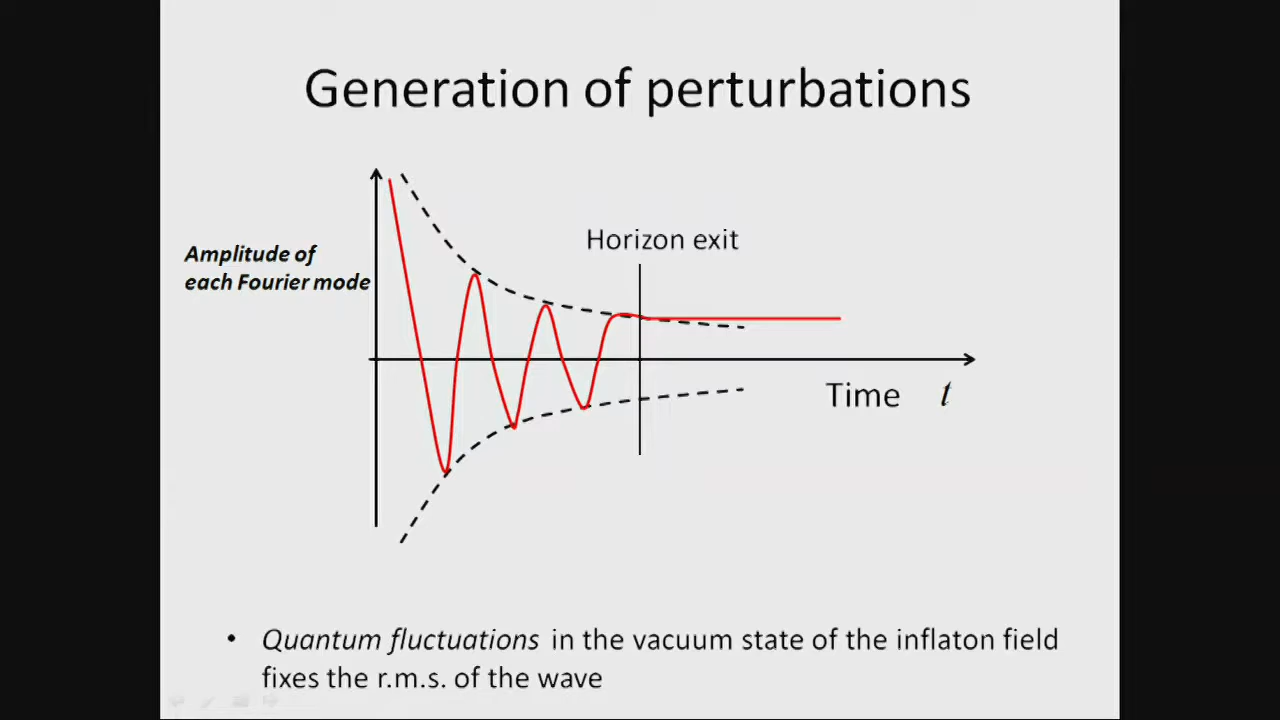 Generation of perturbations
Amplitude of
each Fourier mode
Horizon exit
Time t
• Quantum fluctuations in the vacuum state of the inflaton field
fixes the r.m.s. of the wave